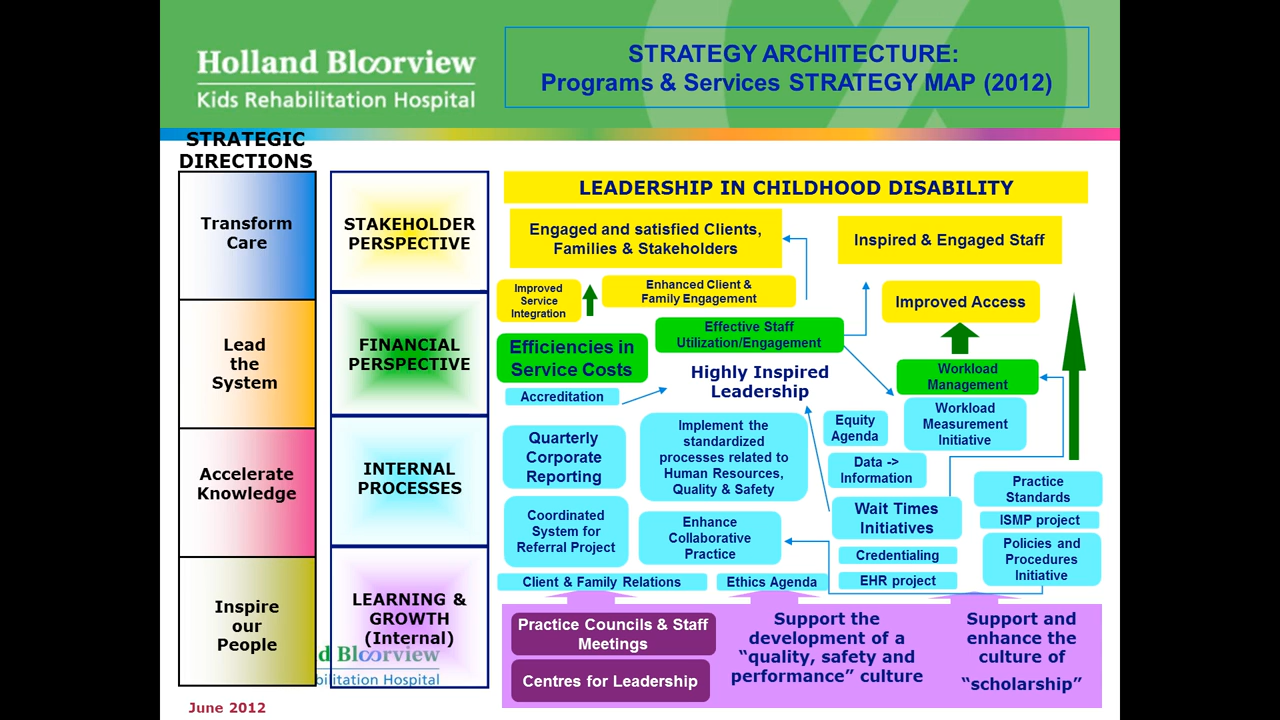 Holland Bloorview
Kids Rehabilitation Hospital
STRATEGY ARCHITECTURE:
Programs & Services STRATEGY MAP (2012)
STRATEGIC
DIRECTIONS
Transform
Care
Lead
the
System
Accelerate
Knowledge
Inspire
our
People
STAKEHOLDER
PERSPECTIVE
FINANCIAL
PERSPECTIVE
INTERNAL
PROCESSES
LEARNING &
GROWTH
(Internal)
d Bloorview
bilitation Hospital
LEADERSHIP IN CHILDHOOD DISABILITY
Engaged and satisfied Clients,
Families & Stakeholders
Inspired & Engaged Staff
Improved
Service
Integration
Enhanced Client &
Family Engagement
Improved Access
Effective Staff
Utilization/Engagement
Efficiencies in
Service Costs
Highly Inspired
Leadership
Workload
Management
Accreditation
Workload
Measurement
Initiative
Equity
Agenda
Implement the
standardized
processes related to
Human Resources,
Quality & Safety
Quarterly
Corporate
Reporting
Data ->
Information
Practice
Standards
Wait Times
Initiatives
ISMP project
Coordinated
System for
Referral Project
Enhance
Collaborative
Practice
Policies and
Procedures
Initiative
Credentialing
EHR project
Client & Family Relations
Ethics Agenda
Practice Councils & Staff
Meetings
Centres for Leadership
Support the
development of a
“quality, safety and
performance” culture
Support and
enhance the
culture of
“scholarship”
June 2012